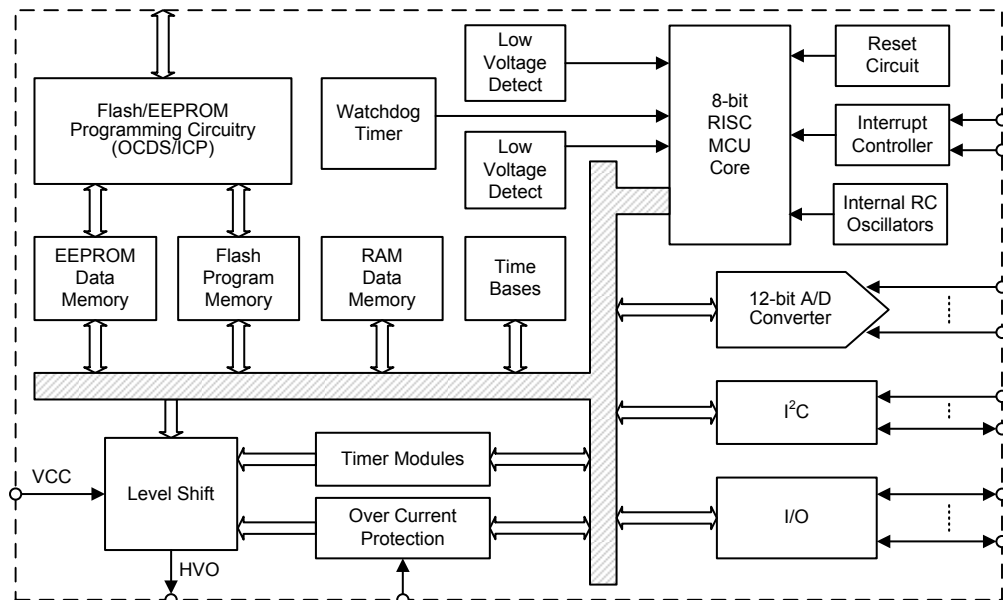 Flash/EEPROM
Programming Circuitry
(OCDS/ICP)
Watchdog
Timer
Low
Voltage
Detect
Low
Voltage
Detect
8-bit
RISC
MCU
Core
Reset
Circuit
Interrupt
Controller
Internal RC
Oscillators
EEPROM
Data
Memory
Flash
Program
Memory
RAM
Data
Memory
Time
Bases
12-bit A/D
Converter
I²C
I/O
VCC
Level Shift
HVO
Timer Modules
Over Current
Protection